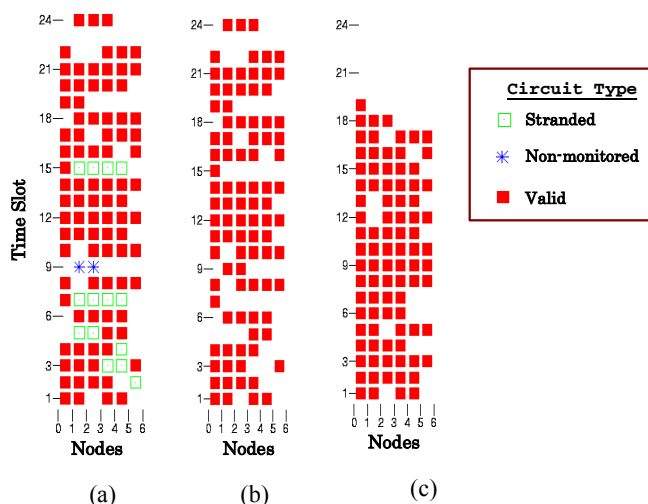 24
21
18
15
12
9
6
3
1
Time Slot
0 1 2 3 4 5 6
Nodes
(a)
24
21
18
15
12
9
6
3
1
0 1 2 3 4 5 6
Nodes
(b)
24
21
18
15
12
9
6
3
1
0 1 2 3 4 5 6
Nodes
(c)
Circuit Type
Stranded
Non-monitored
Valid